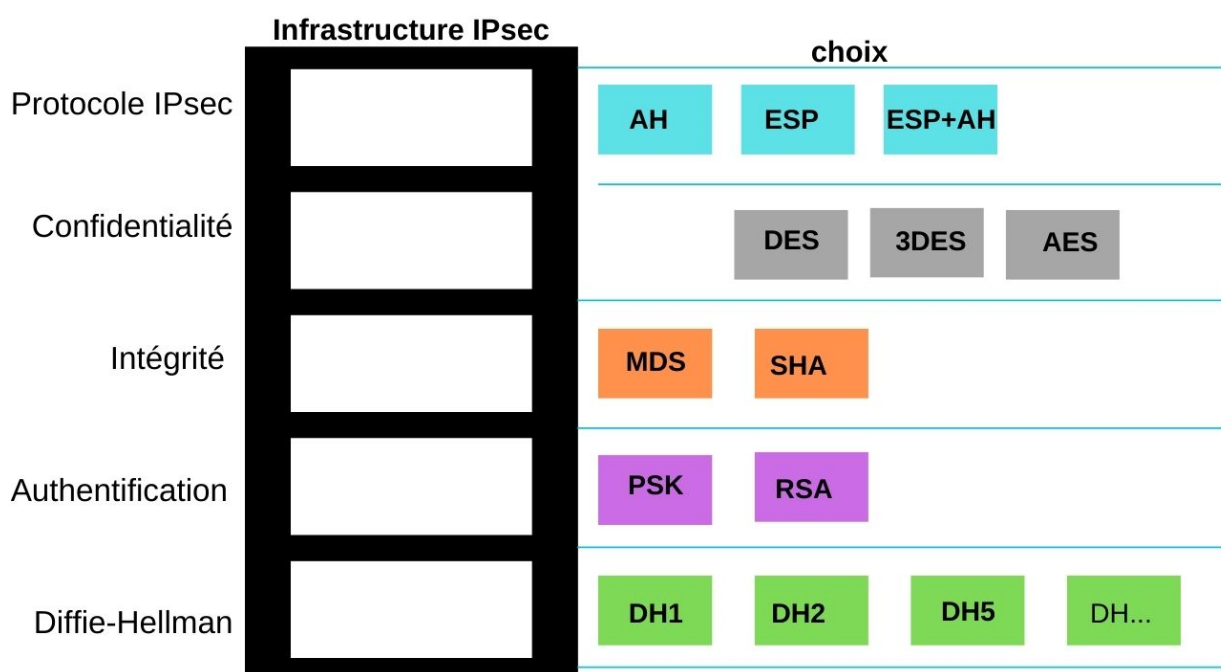 Infrastructure IPsec
choix
Protocole IPsec
AH
ESP
ESP+AH
Confidentialité
DES
3DES
AES
Intégrité
MDS
SHA
Authentification
PSK
RSA
Diffie-Hellman
DH1
DH2
DH5
DH...